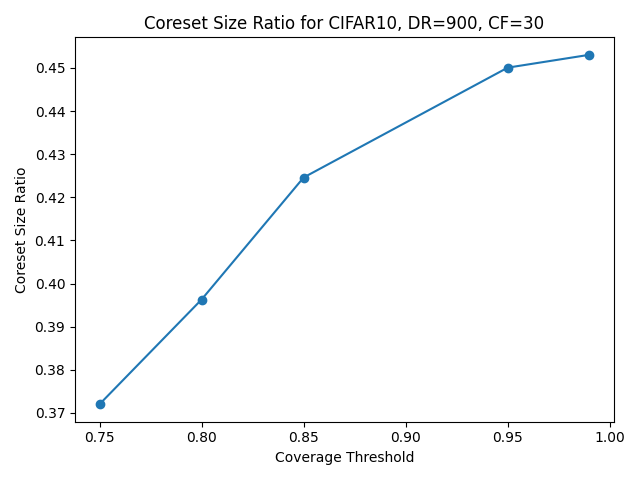 Coreset Size Ratio for CIFAR10, DR=900, CF=30
0.45
0.44
0.43
0.42
0.41
0.40
0.39
0.38
0.37
Coreset Size Ratio
0.75 0.80 0.85 0.90 0.95 1.00
Coverage Threshold